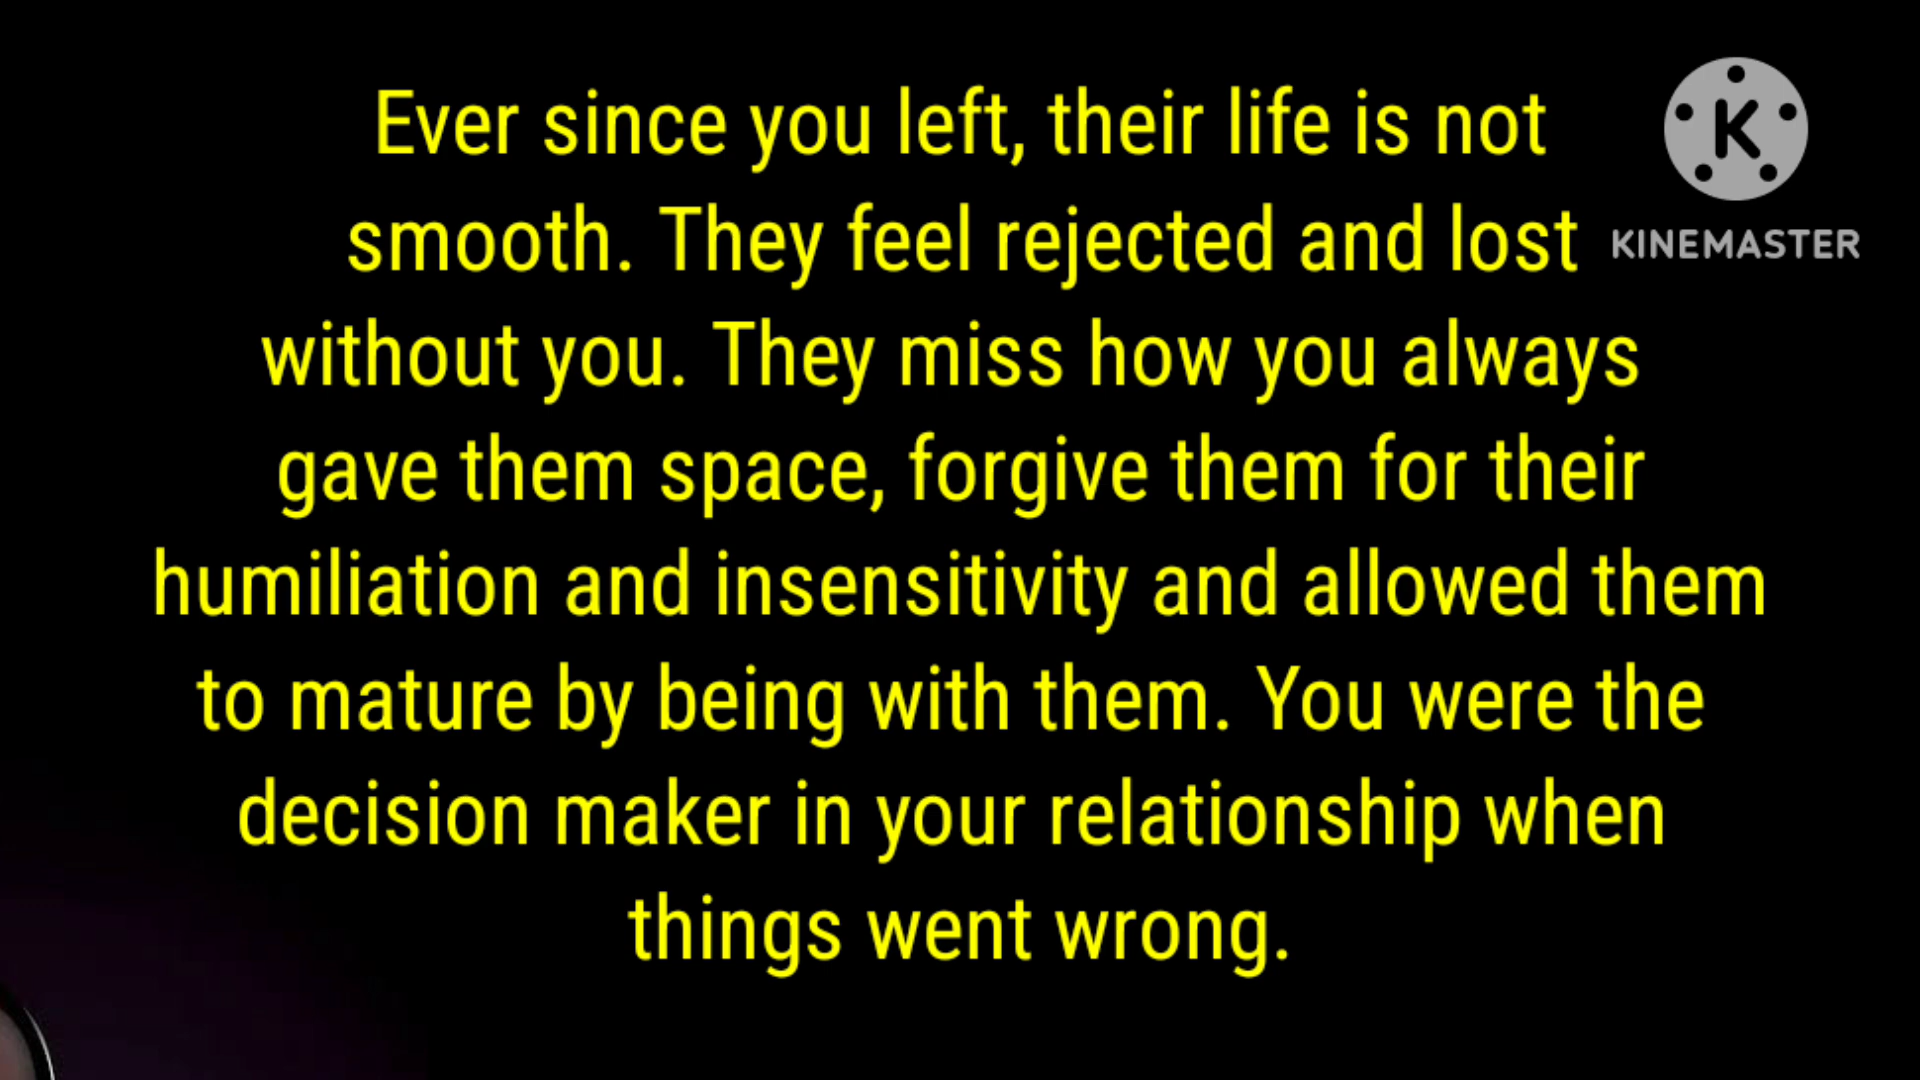 Ever since you left, their life is not
smooth. They feel rejected and lost
without you. They miss how you always
gave them space, forgive them for their
humiliation and insensitivity and allowed them
to mature by being with them. You were the
decision maker in your relationship when
things went wrong.
K
KINEMASTER